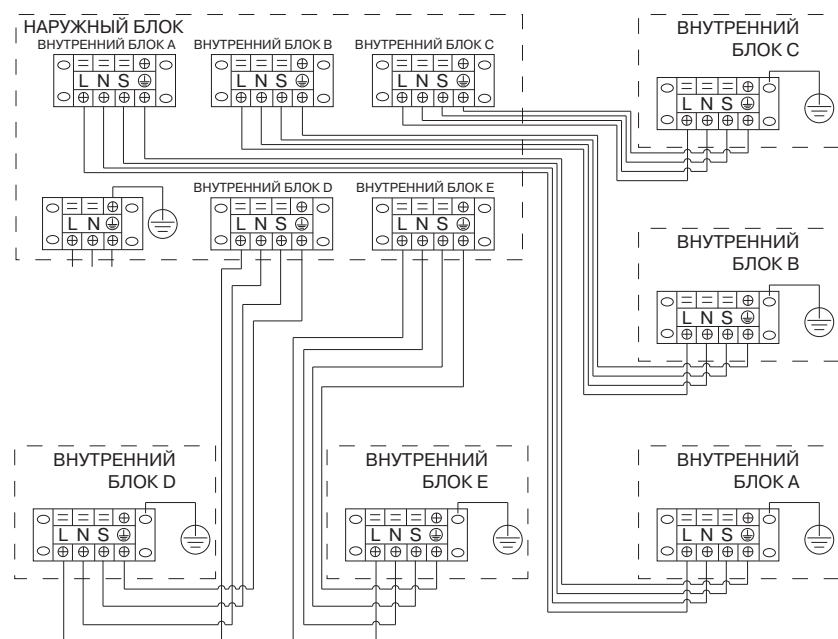 НАРУЖНЫЙ БЛОК
ВНУТРЕННИЙ БЛОК A
ВНУТРЕННИЙ БЛОК B
ВНУТРЕННИЙ БЛОК C
L N S
L N S
L N S
ВНУТРЕННИЙ
БЛОК C
L N S
L N
ВНУТРЕННИЙ БЛОК D
L N S
ВНУТРЕННИЙ БЛОК E
L N S
ВНУТРЕННИЙ
БЛОК B
L N S
ВНУТРЕННИЙ
БЛОК D
L N S
ВНУТРЕННИЙ
БЛОК E
L N S
ВНУТРЕННИЙ
БЛОК A
L N S